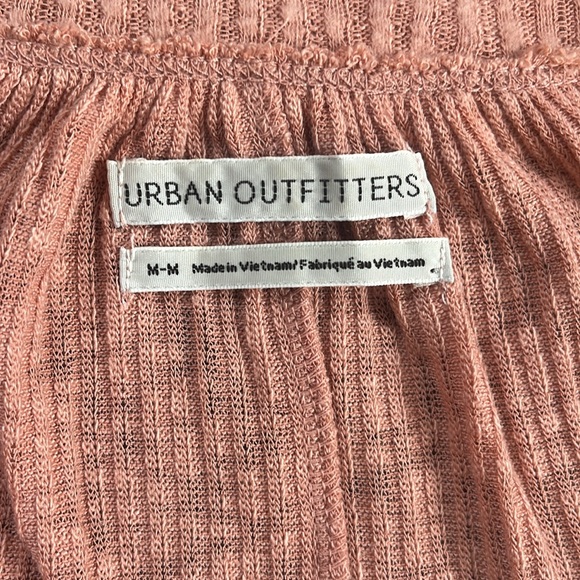 URBAN OUTFITTERS
M-M Made in Vietnam/ Fabriqué au Vietnam